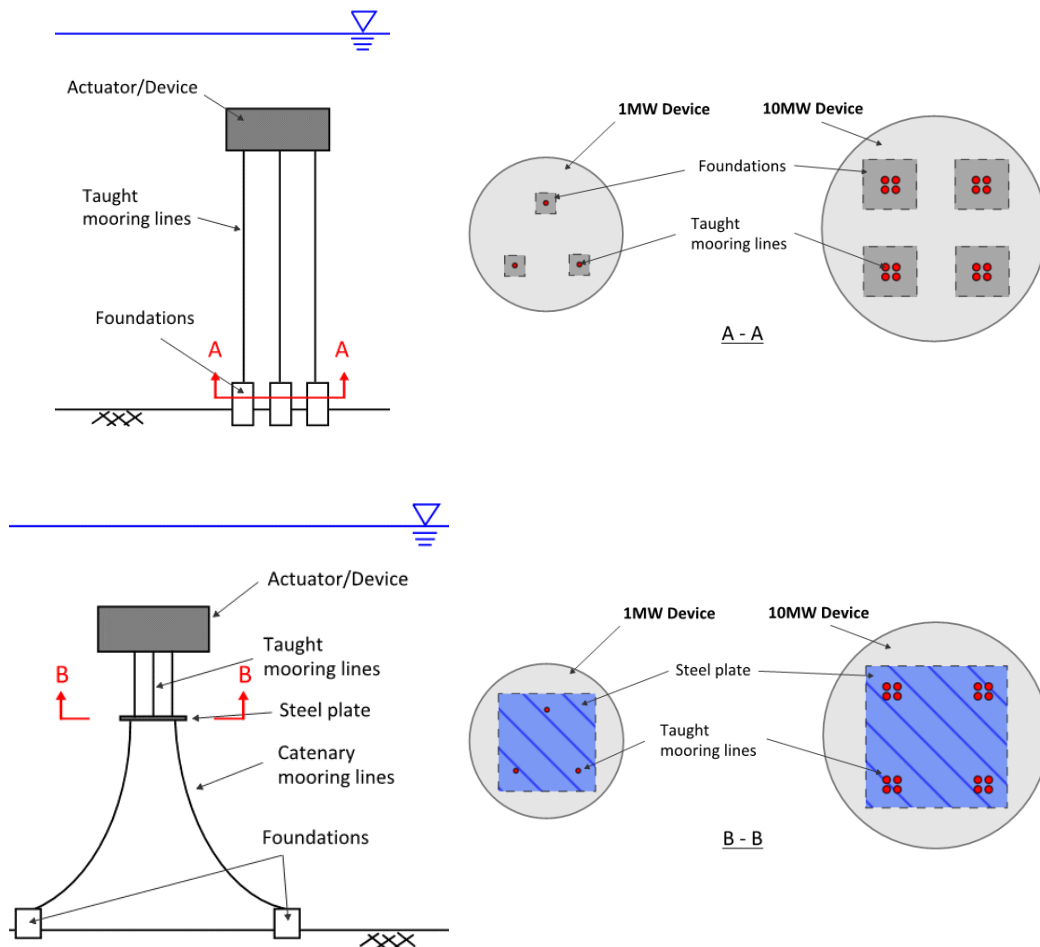 Actuator/Device
Taught
mooring lines
Foundations
A
A
1MW Device
10MW Device
Foundations
Taught
mooring lines
A - A
Actuator/Device
Taught
mooring lines
B
B
Steel plate
Catenary
mooring lines
Foundations
1MW Device
10MW Device
Steel plate
Taught
mooring lines
B - B